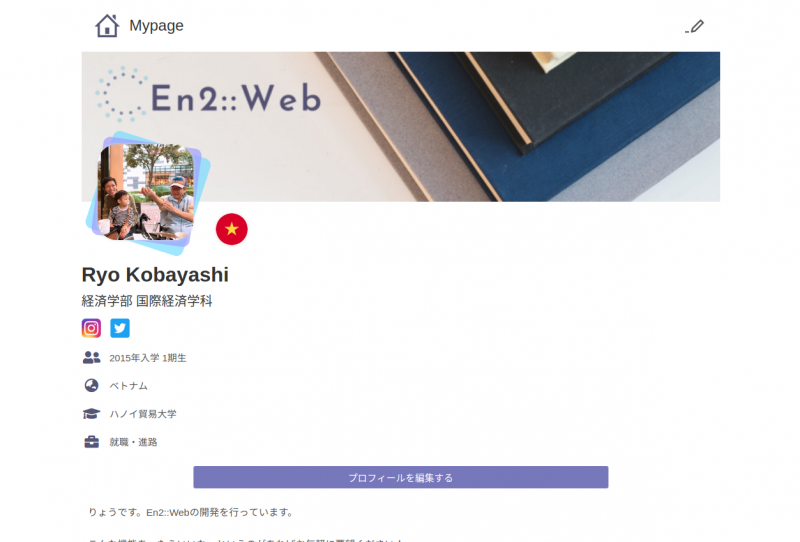 Mypage
En2::Web
Ryo Kobayashi
経済学部 国際経済学科
2015年入学 1期生
ベトナム
ハノイ貿易大学
就職・進路
プロフィールを編集する
りょうです。En2::Webの開発を行っています。